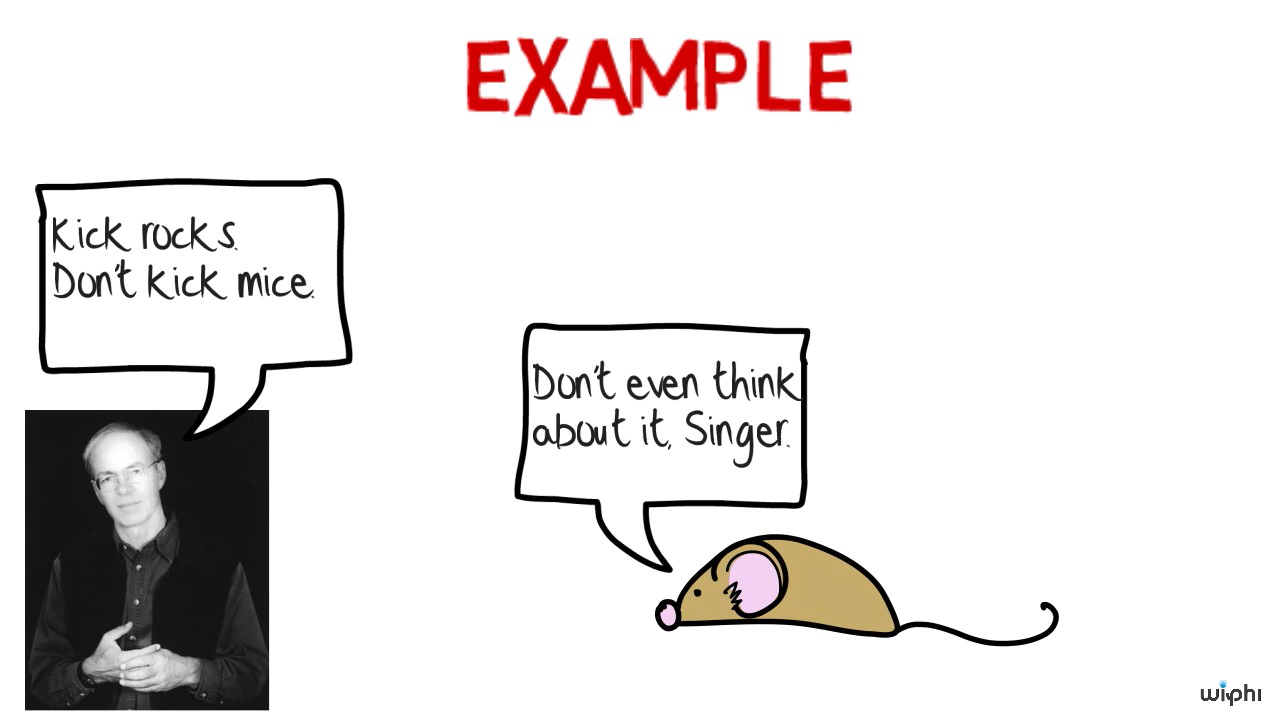 EXAMPLE
Kick rocks.
Don't kick mice.
Don't even think
about it, Singer.
wiphi